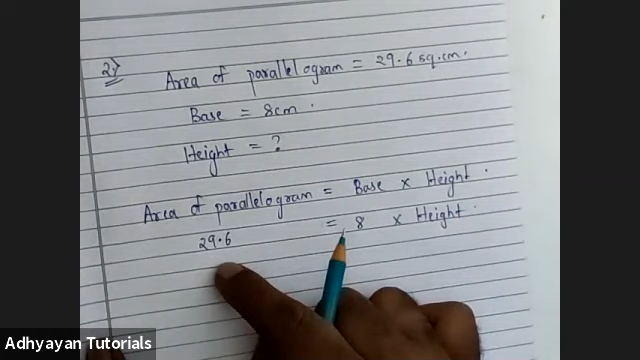 2) Area of parallelogram = 29.6 sq.cm.
Base = 8cm.
Height = ?
Area of parallelogram = Base x Height.
29.6 = 8 x Height.
Adhyayan Tutorials